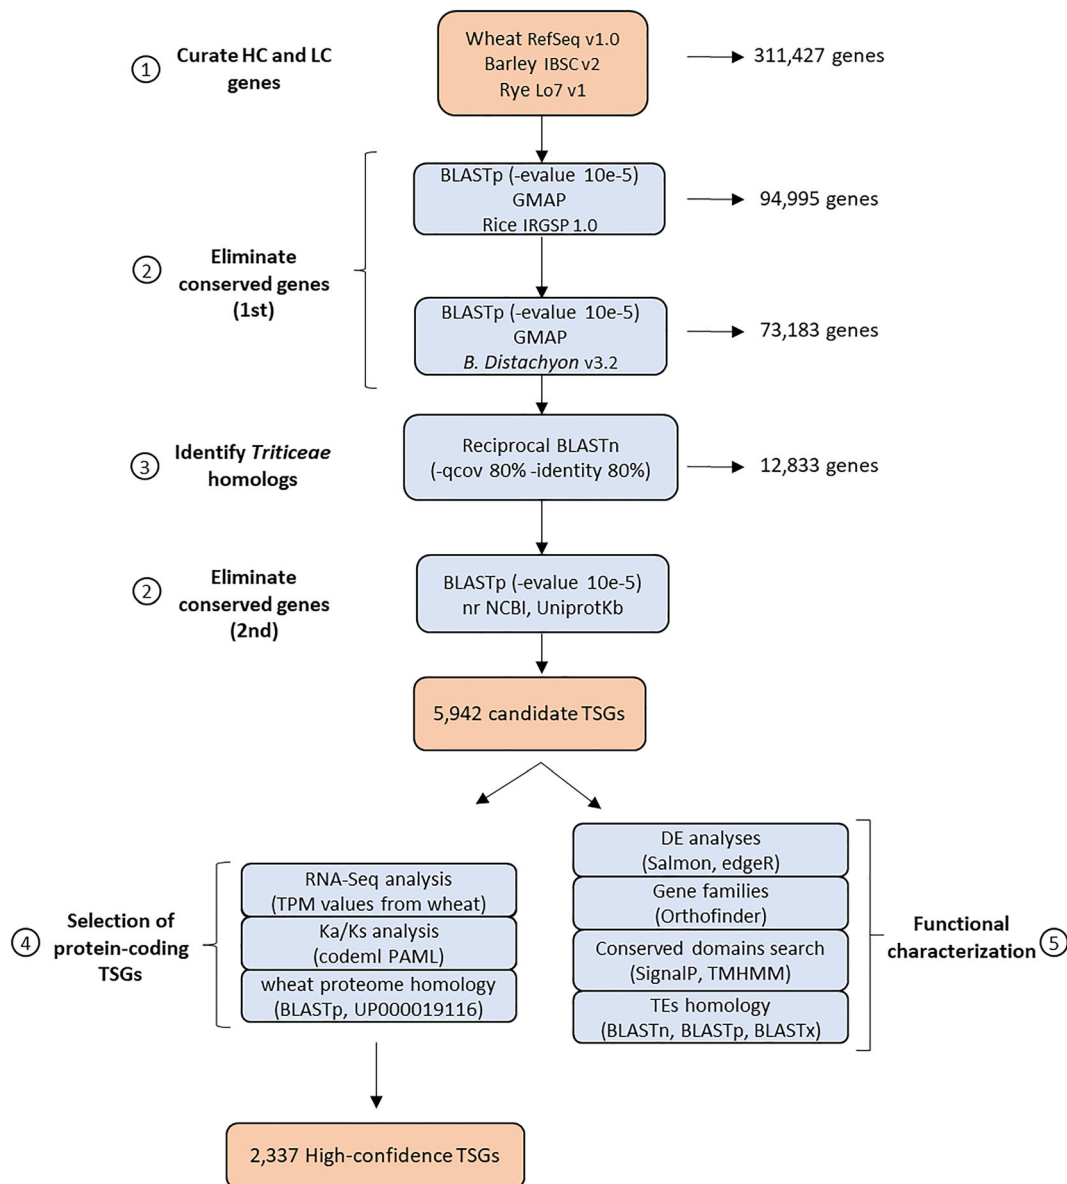 ① Curate HC and LC
genes
Wheat RefSeq v1.0
Barley IBSC v2
Rye Lo7 v1
311,427 genes
BLASTp (-evalue 10e-5)
GMAP
Rice IRGSP 1.0
94,995 genes
② Eliminate
conserved genes
(1st)
BLASTp (-evalue 10e-5)
GMAP
B. Distachyon v3.2
73,183 genes
③ Identify Triticeae
homologs
Reciprocal BLASTn
(-qcov 80% -identity 80%)
12,833 genes
② Eliminate
conserved genes
(2nd)
BLASTp (-evalue 10e-5)
nr NCBI, UniprotKb
5,942 candidate TSGs
④ Selection of
protein-coding
TSGs
RNA-Seq analysis
(TPM values from wheat)
Ka/Ks analysis
(codeml PAML)
wheat proteome homology
(BLASTp, UP000019116)
DE analyses
(Salmon, edgeR)
Gene families
(Orthofinder)
Conserved domains search
(SignalP, TMHMM)
TEs homology
(BLASTn, BLASTp, BLASTx)
Functional
characterization ⑤
2,337 High-confidence TSGs